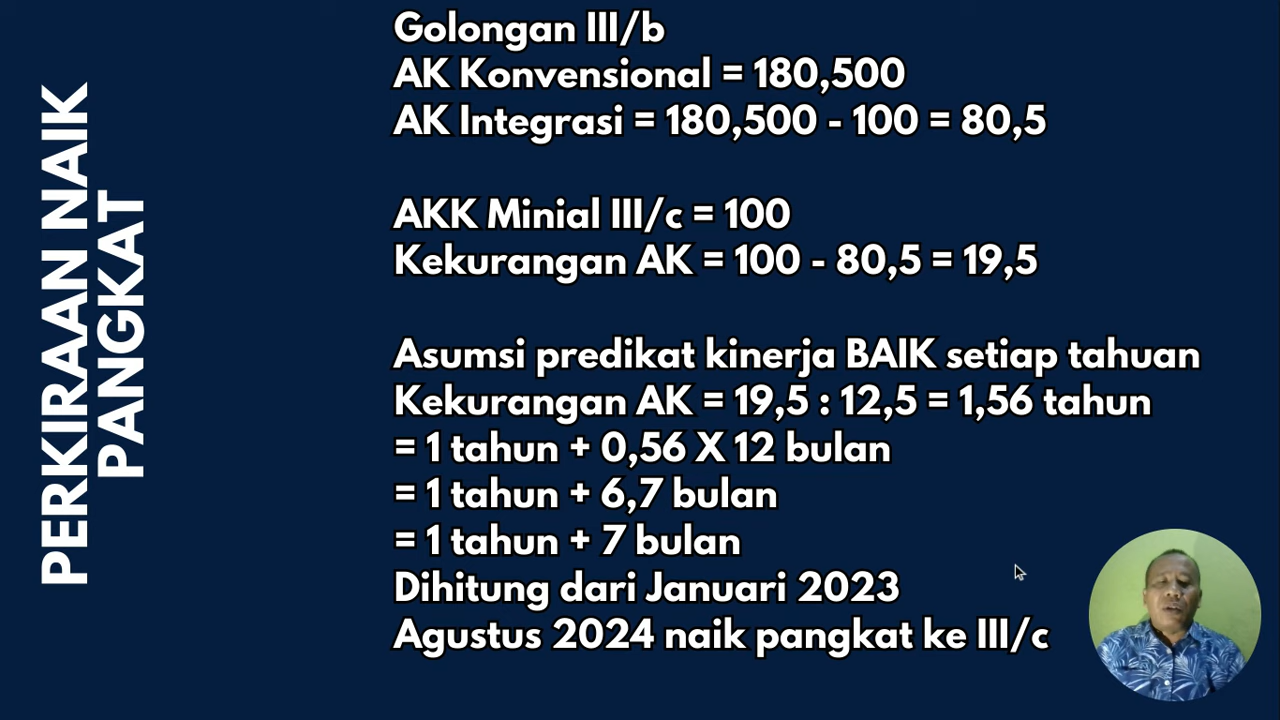 PERKIRAAN NAIK
PANGKAT
Golongan III/b
AK Konvensional = 180,500
AK Integrasi = 180,500 - 100 = 80,5
AKK Minial III/c = 100
Kekurangan AK = 100 - 80,5 = 19,5
Asumsi predikat kinerja BAIK setiap tahuan
Kekurangan AK = 19,5 : 12,5 = 1,56 tahun
= 1 tahun + 0,56 X 12 bulan
= 1 tahun + 6,7 bulan
= 1 tahun + 7 bulan
Dihitung dari Januari 2023
Agustus 2024 naik pangkat ke III/c